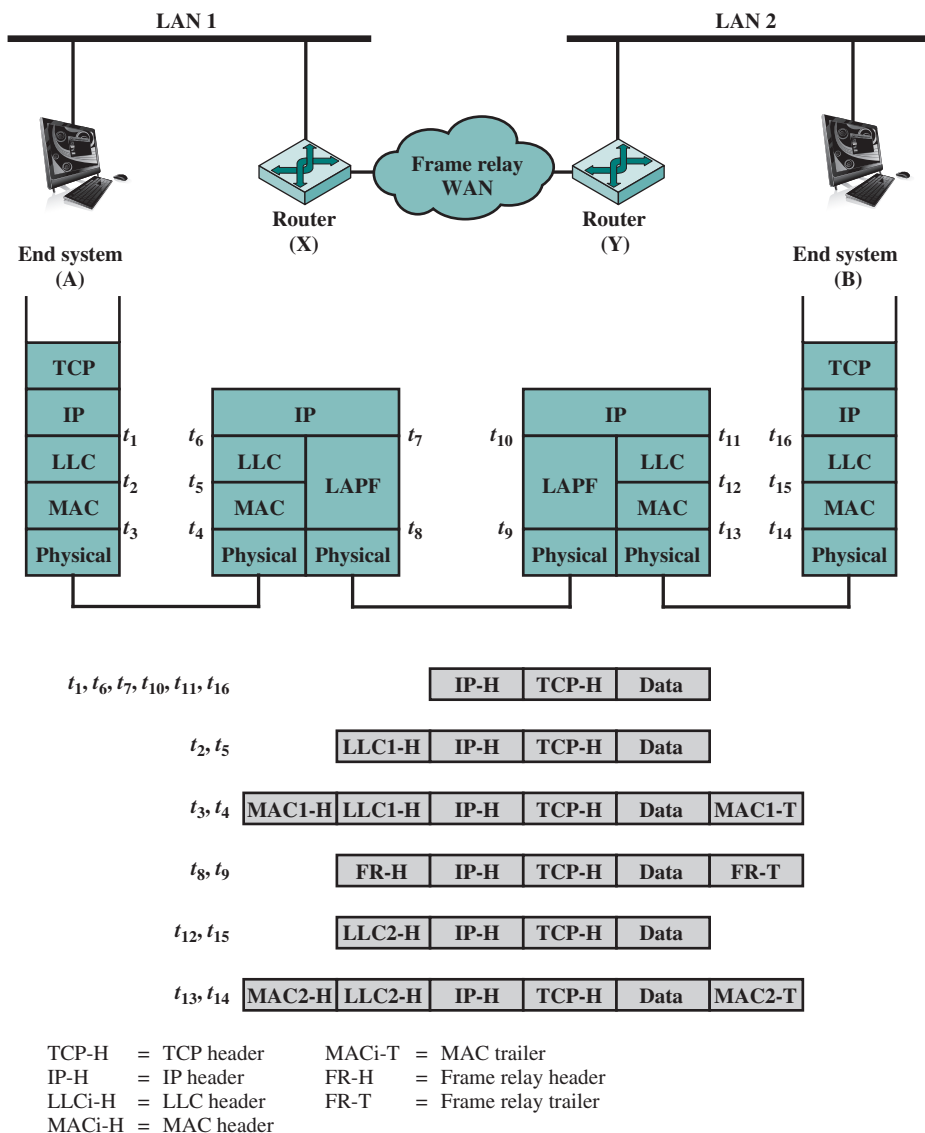 LAN 1
LAN 2
Frame relay
WAN
Router
(X)
Router
(Y)
End system
(A)
End system
(B)
TCP
IP
LLC
MAC
Physical
t1
t2
t3
IP
LLC
MAC
LAPF
Physical
Physical
t6
t5
t4
t7
t8
IP
LAPF
LLC
MAC
Physical
Physical
t10
t9
t11
t12
t13
TCP
IP
LLC
MAC
Physical
t16
t15
t14
t1, t6, t7, t10, t11, t16 IP-H TCP-H Data
t2, t5 LLC1-H IP-H TCP-H Data
t3, t4 MAC1-H LLC1-H IP-H TCP-H Data MAC1-T
t8, t9 FR-H IP-H TCP-H Data FR-T
t12, t15 LLC2-H IP-H TCP-H Data
t13, t14 MAC2-H LLC2-H IP-H TCP-H Data MAC2-T
TCP-H = TCP header
IP-H = IP header
LLCi-H = LLC header
MACi-H = MAC header
MACi-T = MAC trailer
FR-H = Frame relay header
FR-T = Frame relay trailer